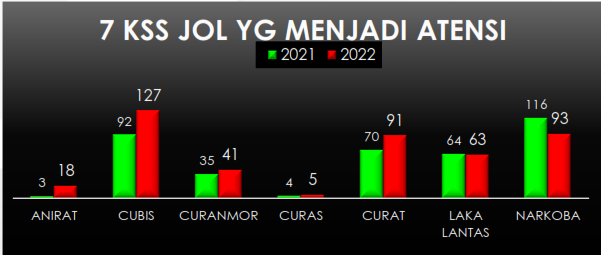 7 KSS JOL YG MENJADI ATENSI
2021 2022
3 18 92 127 35 41 4 5 70 91 64 63 116 93
ANIRAT CUBIS CURANMOR CURAS CURAT LAKA NARKOBA
LANTAS